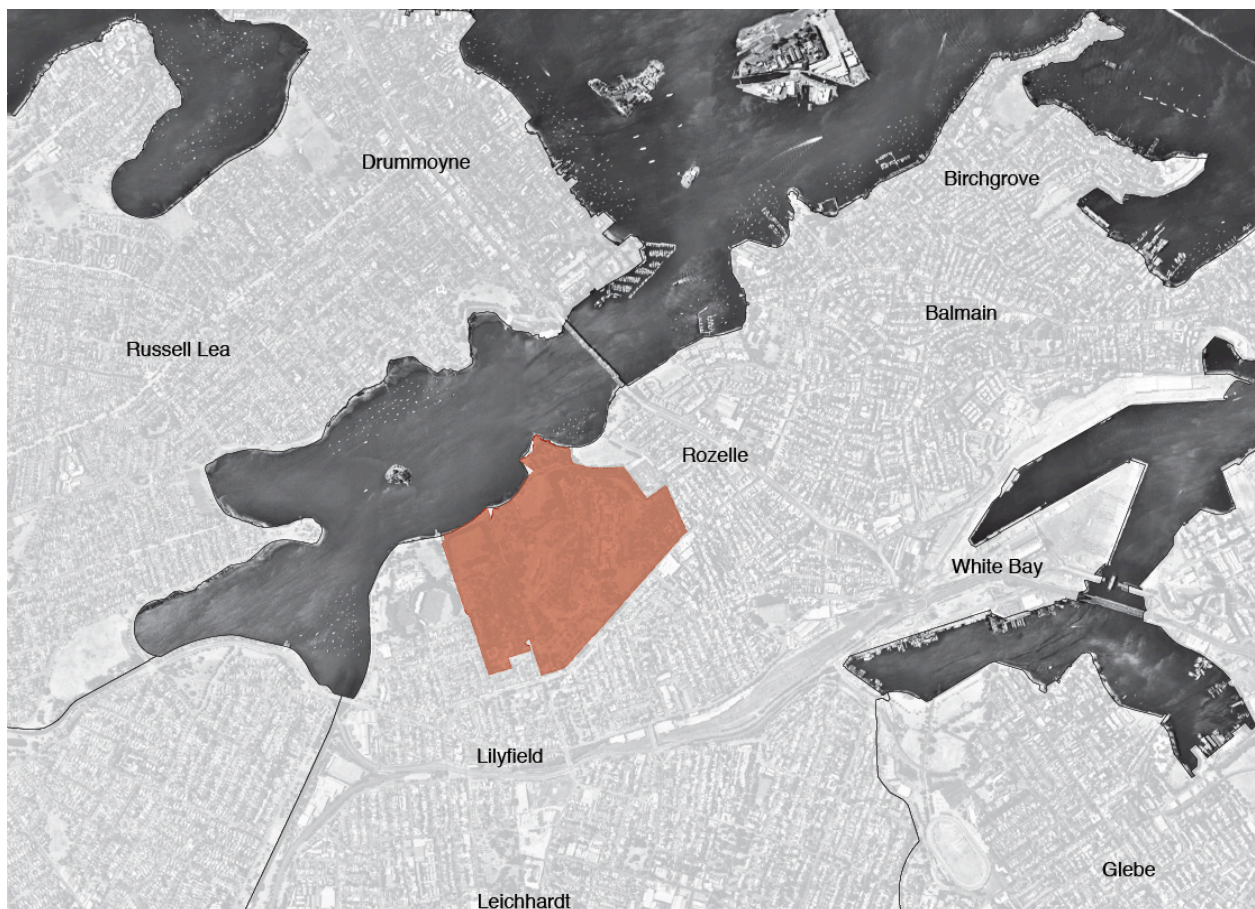 Drummoyne
Birchgrove
Balmain
Russell Lea
Rozelle
White Bay
Lilyfield
Glebe
Leichhardt